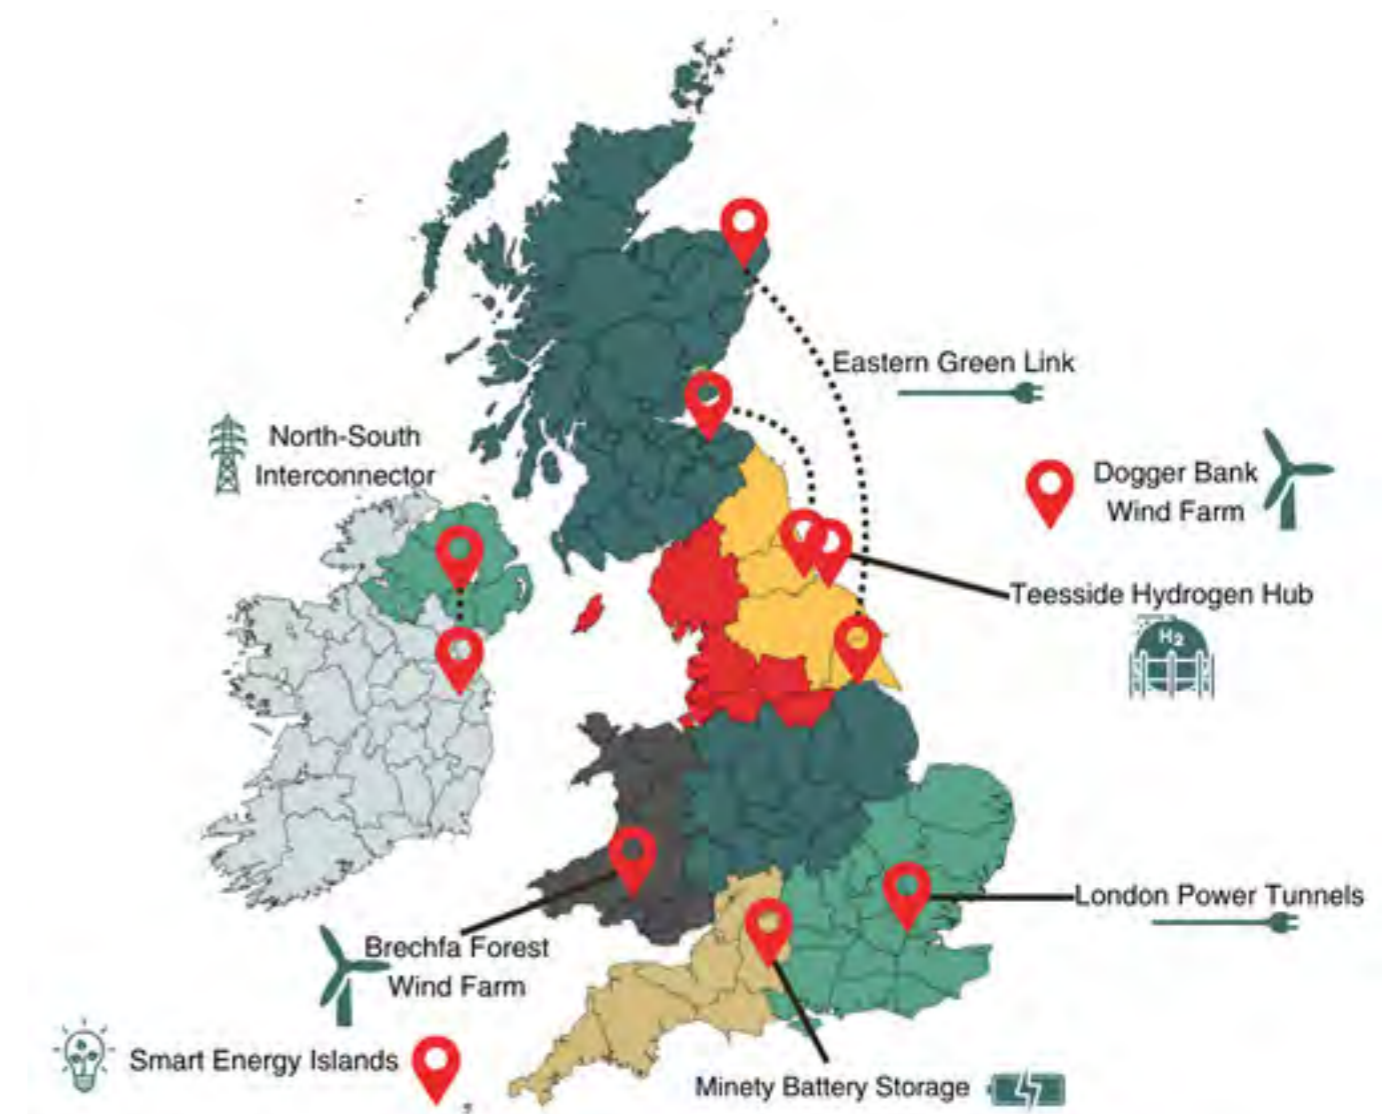 Eastern Green Link
North-South
Interconnector
Dogger Bank
Wind Farm
Teesside Hydrogen Hub
H2
London Power Tunnels
Brechfa Forest
Wind Farm
Smart Energy Islands
Minety Battery Storage